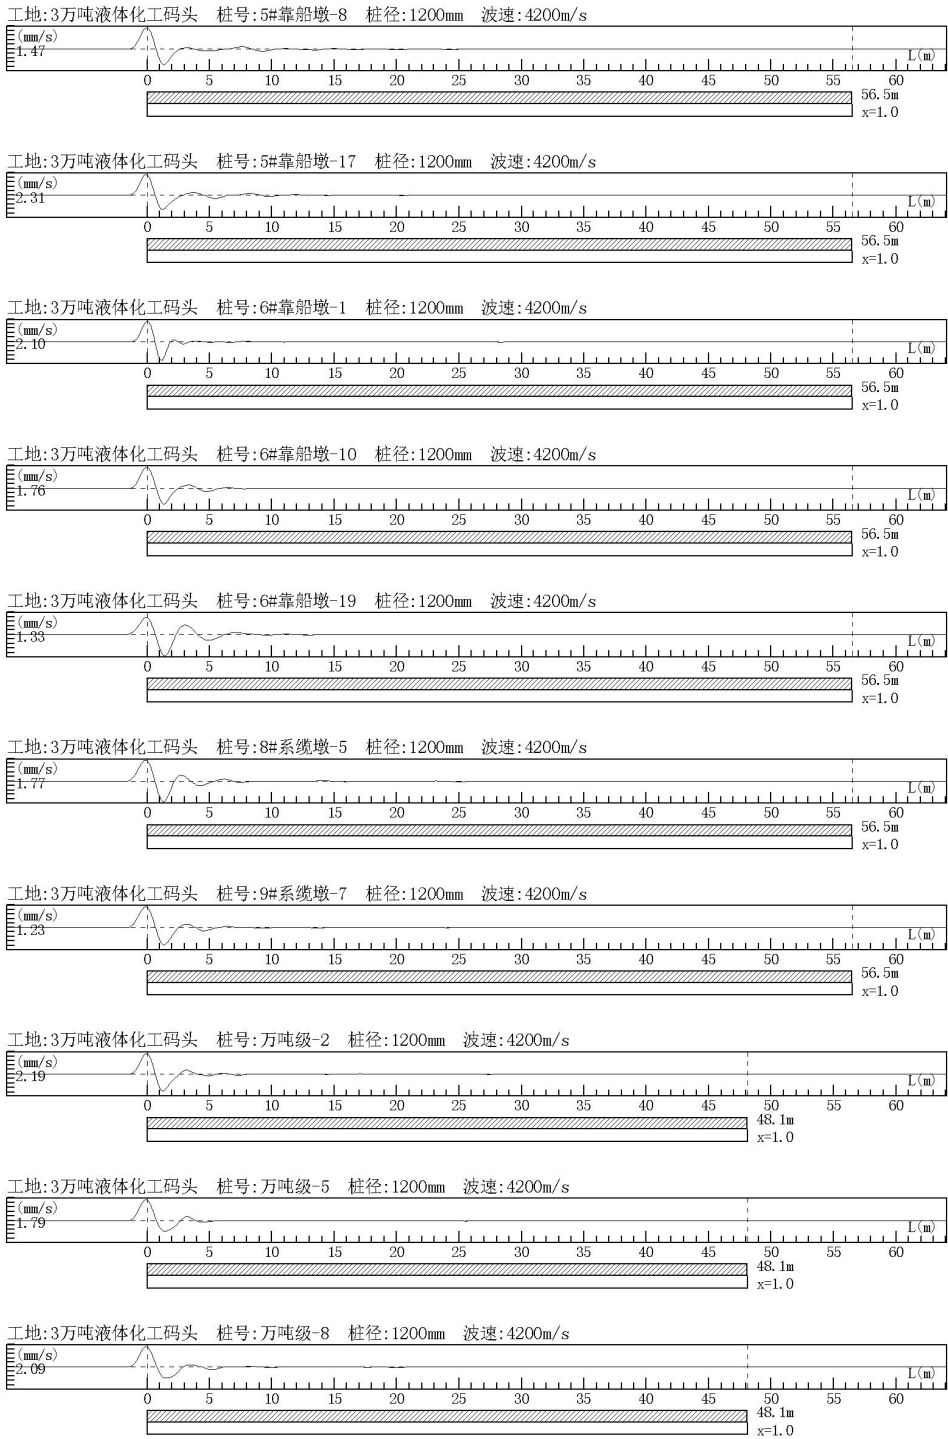 工地:3万吨液体化工码头 桩号:5#靠船墩-8 桩径:1200mm 波速:4200m/s
(mm/s)
1.47
L(m)
0 5 10 15 20 25 30 35 40 45 50 55 60
56.5m
x=1.0
工地:3万吨液体化工码头 桩号:5#靠船墩-17 桩径:1200mm 波速:4200m/s
(mm/s)
2.31
L(m)
0 5 10 15 20 25 30 35 40 45 50 55 60
56.5m
x=1.0
工地:3万吨液体化工码头 桩号:6#靠船墩-1 桩径:1200mm 波速:4200m/s
(mm/s)
2.10
L(m)
0 5 10 15 20 25 30 35 40 45 50 55 60
56.5m
x=1.0
工地:3万吨液体化工码头 桩号:6#靠船墩-10 桩径:1200mm 波速:4200m/s
(mm/s)
1.76
L(m)
0 5 10 15 20 25 30 35 40 45 50 55 60
56.5m
x=1.0
工地:3万吨液体化工码头 桩号:6#靠船墩-19 桩径:1200mm 波速:4200m/s
(mm/s)
1.33
L(m)
0 5 10 15 20 25 30 35 40 45 50 55 60
56.5m
x=1.0
工地:3万吨液体化工码头 桩号:8#系缆墩-5 桩径:1200mm 波速:4200m/s
(mm/s)
1.77
L(m)
0 5 10 15 20 25 30 35 40 45 50 55 60
56.5m
x=1.0
工地:3万吨液体化工码头 桩号:9#系缆墩-7 桩径:1200mm 波速:4200m/s
(mm/s)
1.23
L(m)
0 5 10 15 20 25 30 35 40 45 50 55 60
56.5m
x=1.0
工地:3万吨液体化工码头 桩号:万吨级-2 桩径:1200mm 波速:4200m/s
(mm/s)
2.19
L(m)
0 5 10 15 20 25 30 35 40 45 50 55 60
48.1m
x=1.0
工地:3万吨液体化工码头 桩号:万吨级-5 桩径:1200mm 波速:4200m/s
(mm/s)
1.79
L(m)
0 5 10 15 20 25 30 35 40 45 50 55 60
48.1m
x=1.0
工地:3万吨液体化工码头 桩号:万吨级-8 桩径:1200mm 波速:4200m/s
(mm/s)
2.09
L(m)
0 5 10 15 20 25 30 35 40 45 50 55 60
48.1m
x=1.0